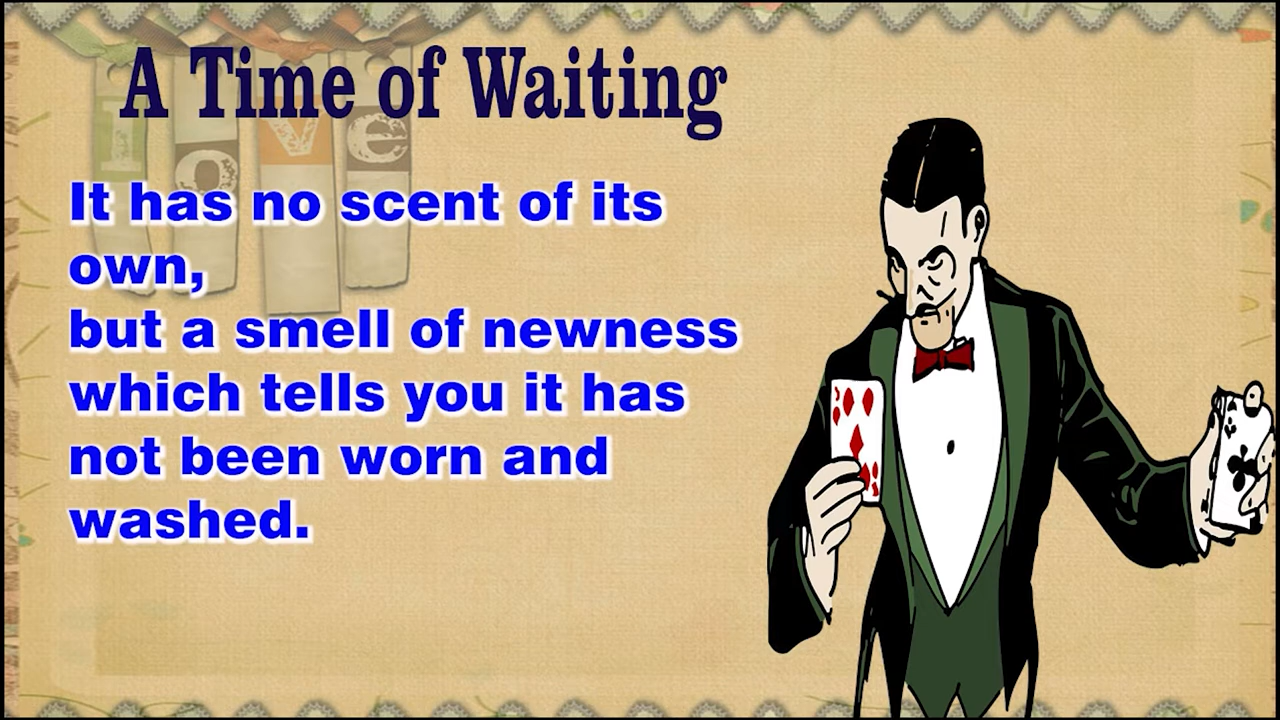 A Time of Waiting
love
It has no scent of its
own,
but a smell of newness
which tells you it has
not been worn and
washed.